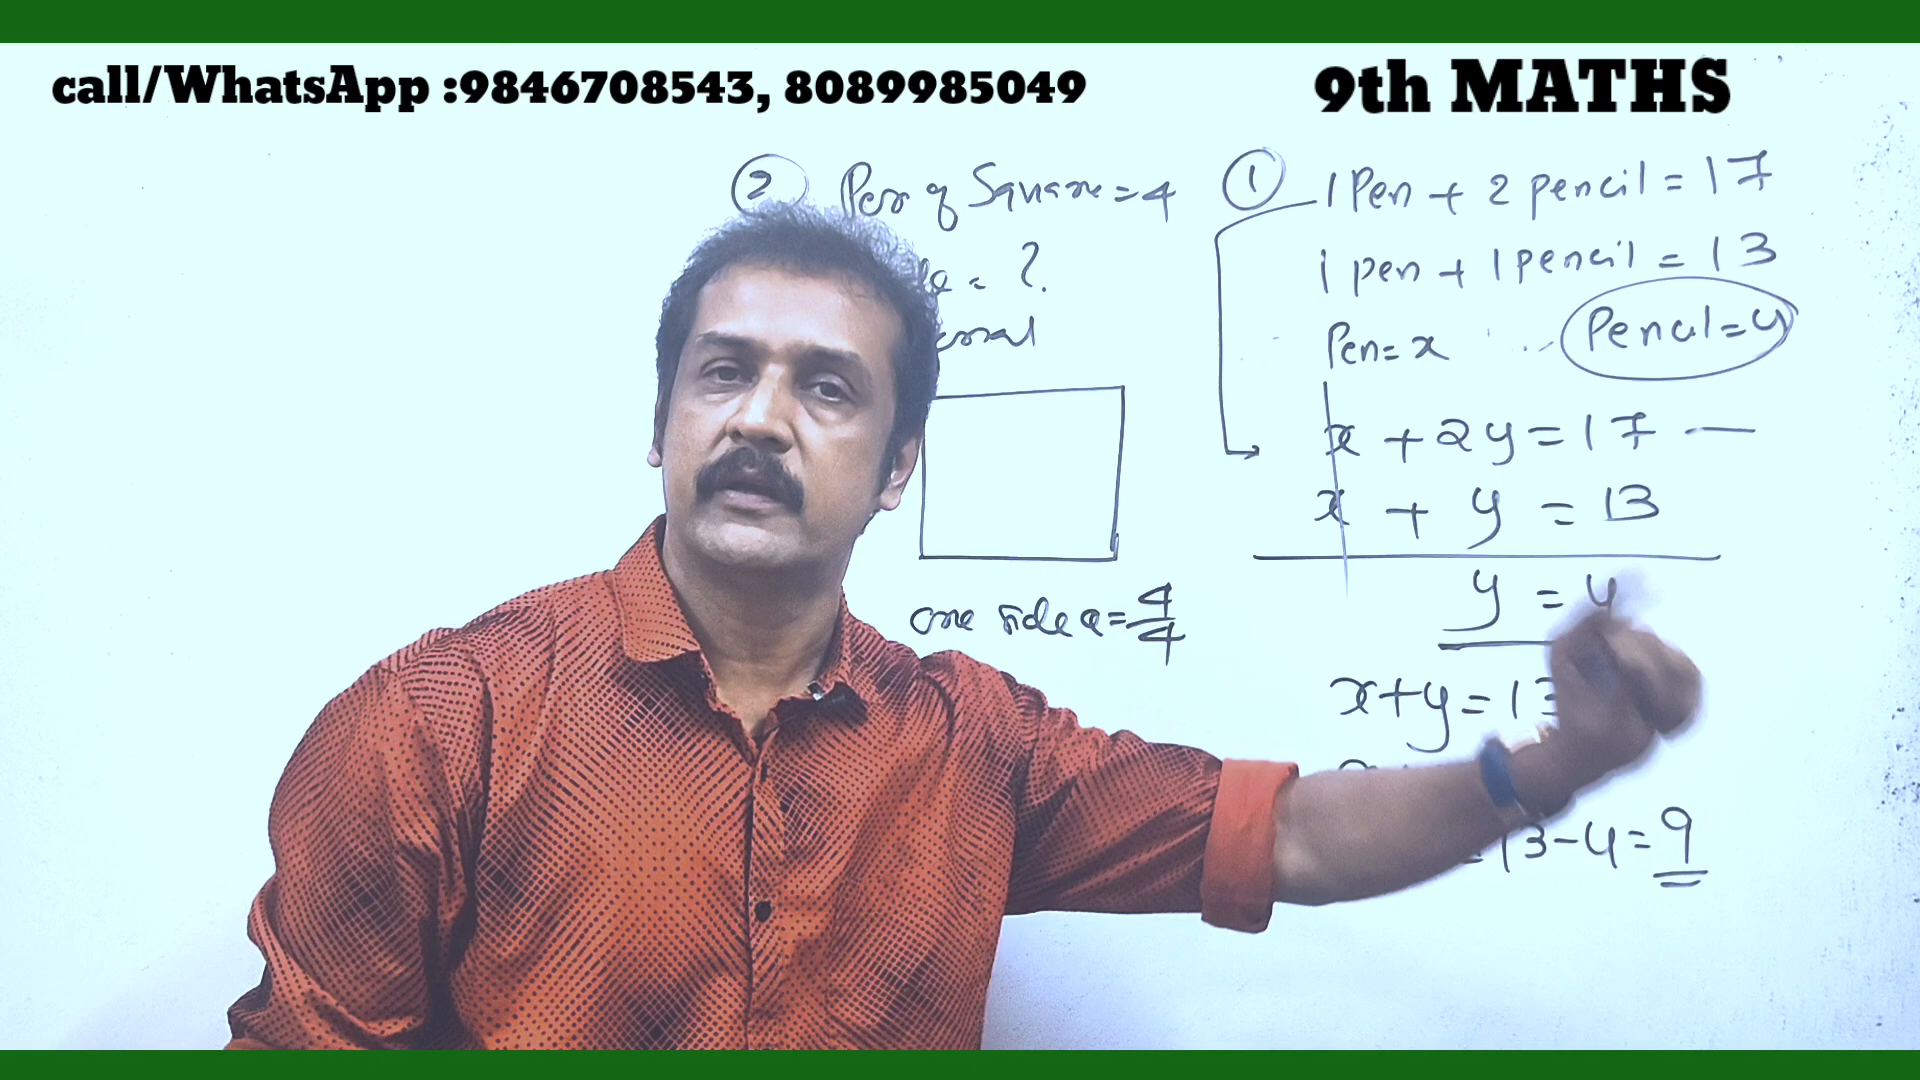 call/WhatsApp :9846708543, 8089985049
9th MATHS
② Per of Square = 4
= ?
① 1 Pen + 2 pencil = 17
1 pen + 1 pencil = 13
Pen = x
Pencil = y
x + 2y = 17 —
x + y = 13
y = 4
one side a = 4/4
x + y = 13
= 13 - 4 = 9